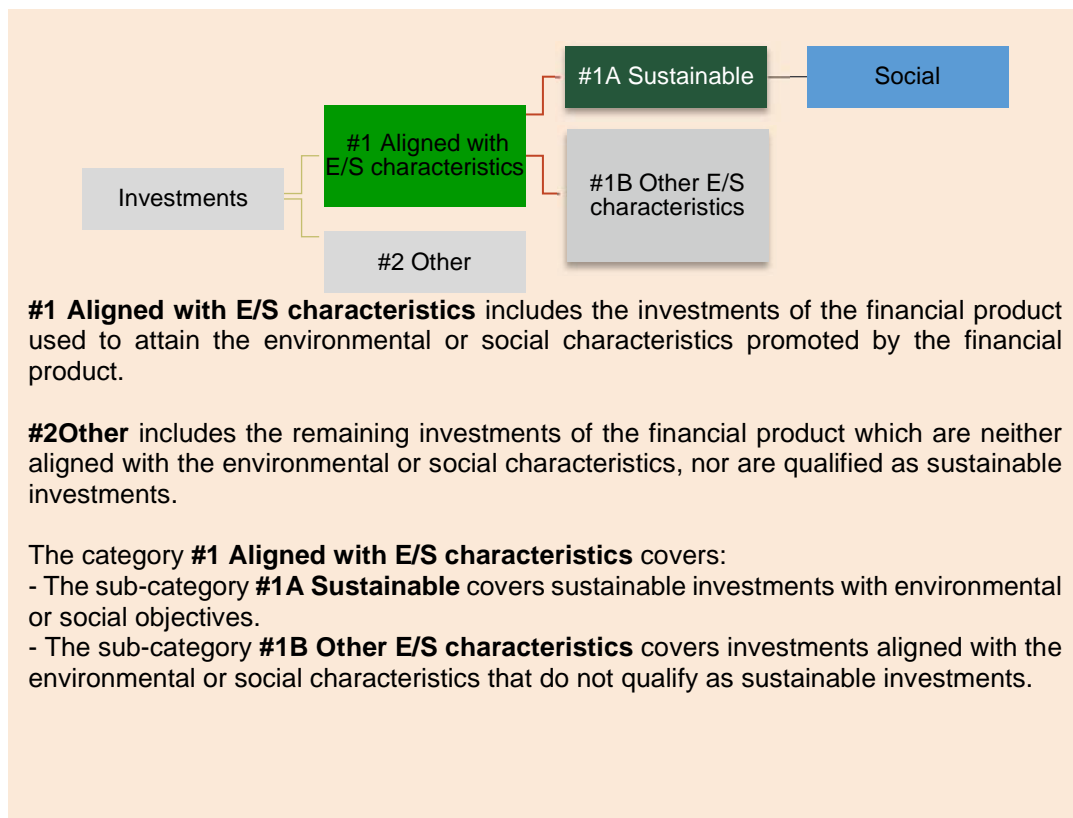 #1A Sustainable
Social
#1 Aligned with
E/S characteristics
#1B Other E/S
characteristics
Investments
#2 Other
#1 Aligned with E/S characteristics includes the investments of the financial product
used to attain the environmental or social characteristics promoted by the financial
product.
#2Other includes the remaining investments of the financial product which are neither
aligned with the environmental or social characteristics, nor are qualified as sustainable
investments.
The category #1 Aligned with E/S characteristics covers:
- The sub-category #1A Sustainable covers sustainable investments with environmental
or social objectives.
- The sub-category #1B Other E/S characteristics covers investments aligned with the
environmental or social characteristics that do not qualify as sustainable investments.